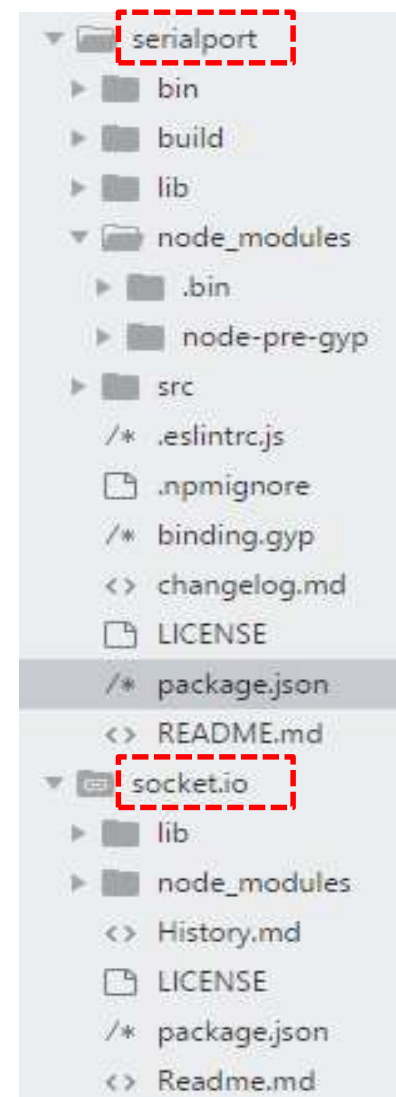 serialport
bin
build
lib
node_modules
.bin
node-pre-gyp
src
/* .eslintrc.js
.npmignore
/* binding.gyp
<> changelog.md
LICENSE
/* package.json
<> README.md
socket.io
lib
node_modules
<> History.md
LICENSE
/* package.json
<> Readme.md